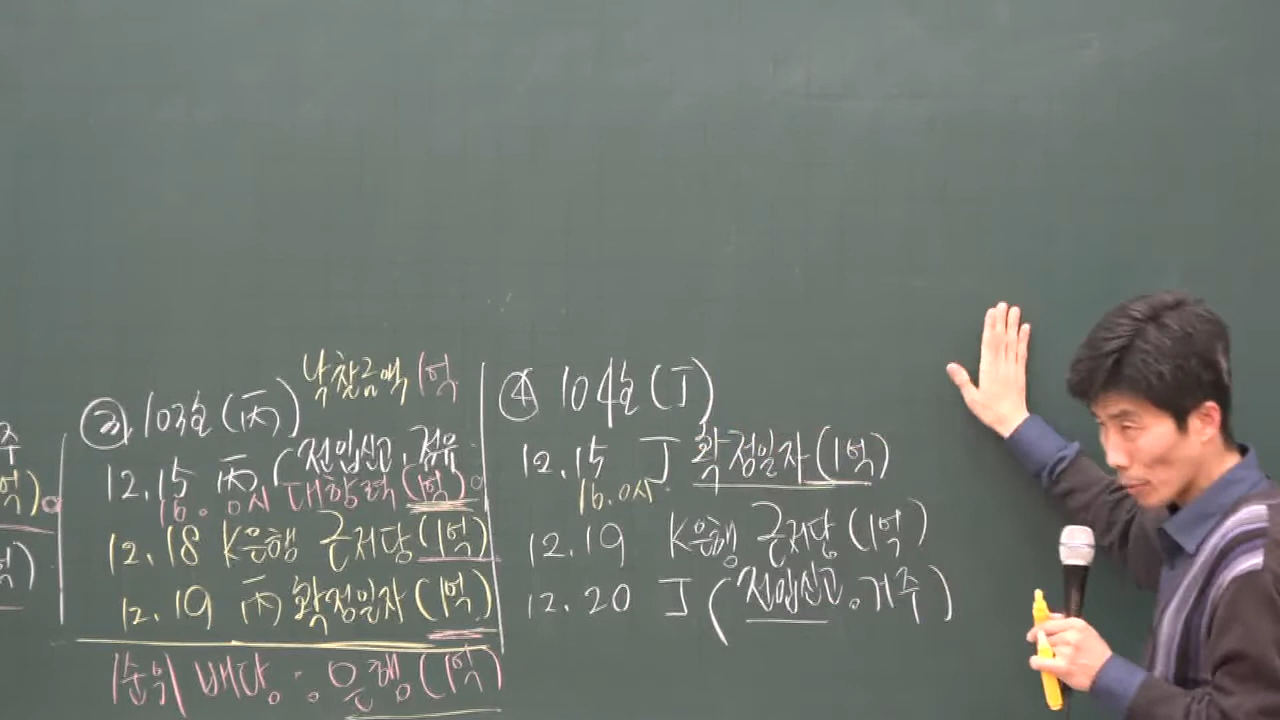 주
억)
억)
낙찰금액 1억
③ 103호 (丙)
12.15 丙 (전입신고, 점유
16. 0시 대항력 (1억)
12.18 K은행 근저당 (1억)
12.19 丙 확정일자 (1억)
1순위 배당 : 은행 (1억)
④ 104호 (丁)
12.15 丁 확정일자 (1억)
16. 0시
12.19 K은행 근저당 (1억)
12.20 丁 (전입신고. 거주)